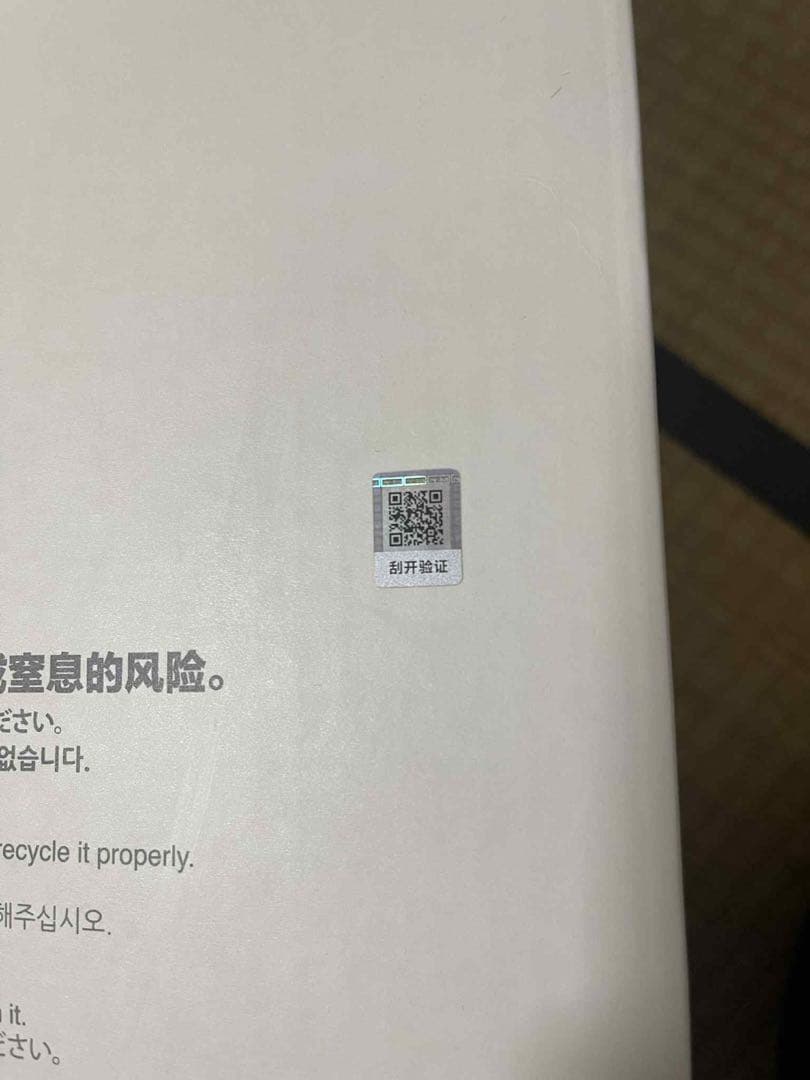 刮开验证
窒息的风险。
ださい。
없습니다.
recycle it properly.
해주십시오.
it.
ださい。